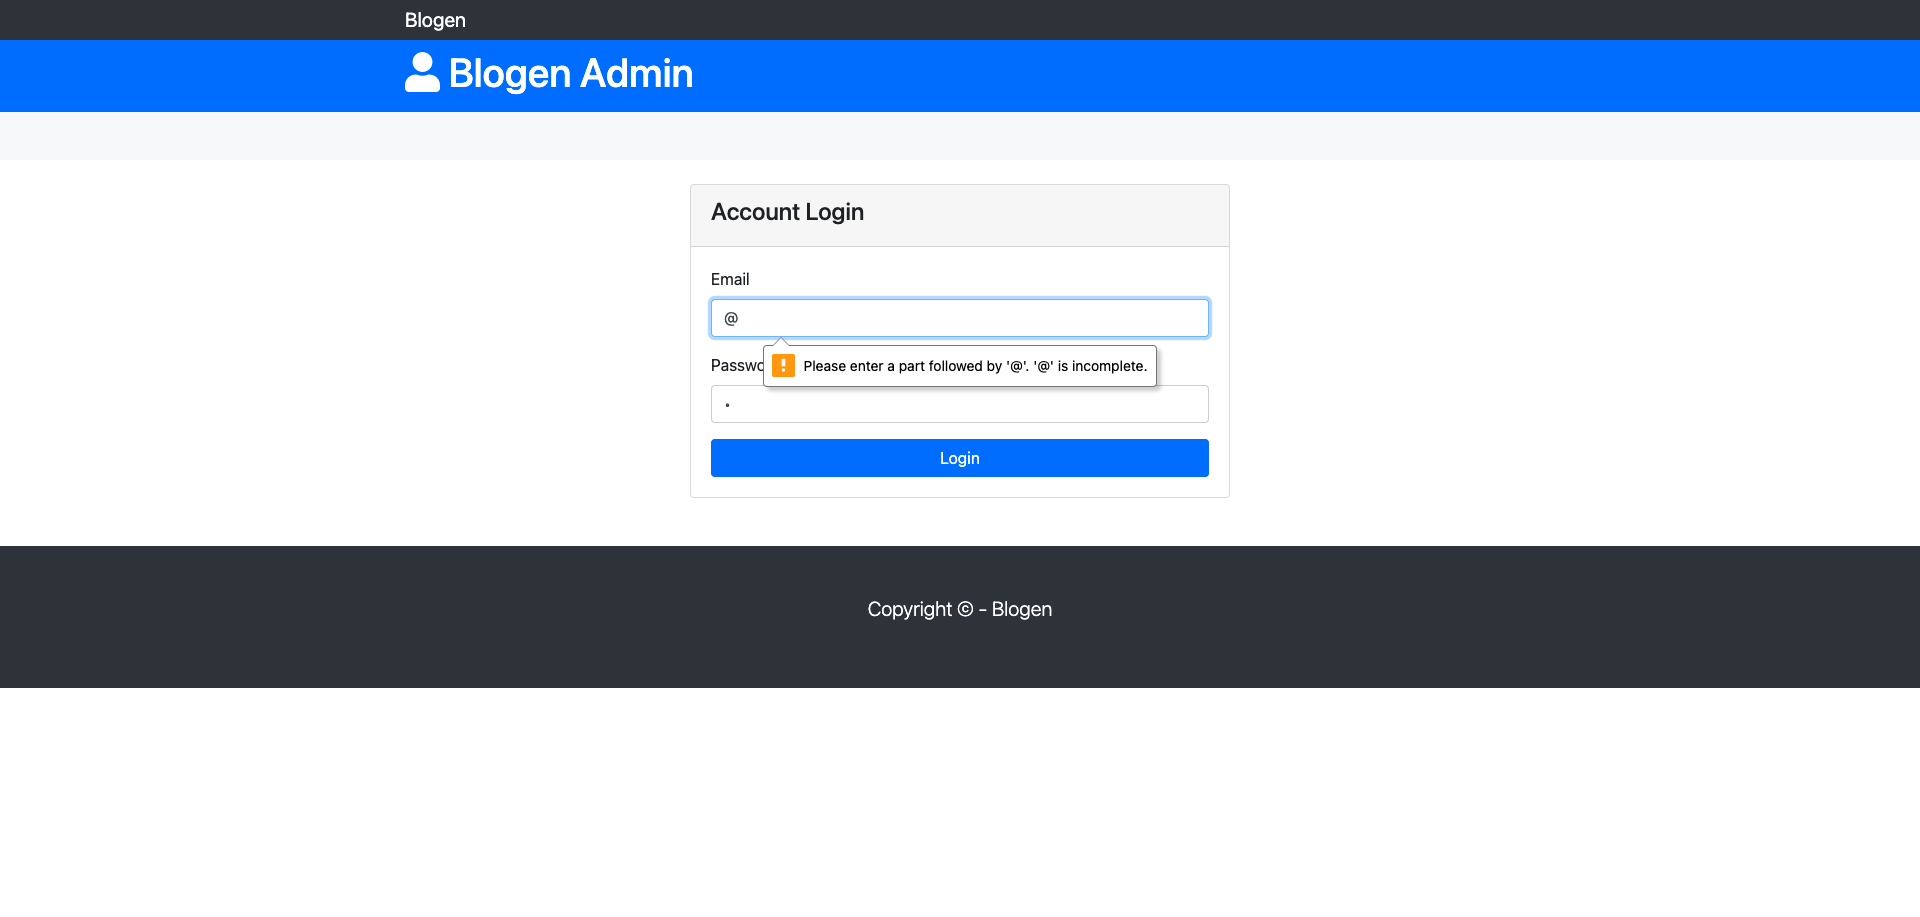 Blogen
Blogen Admin
Account Login
Email
@
Passwo
Please enter a part followed by '@'. '@' is incomplete.
Login
Copyright © - Blogen